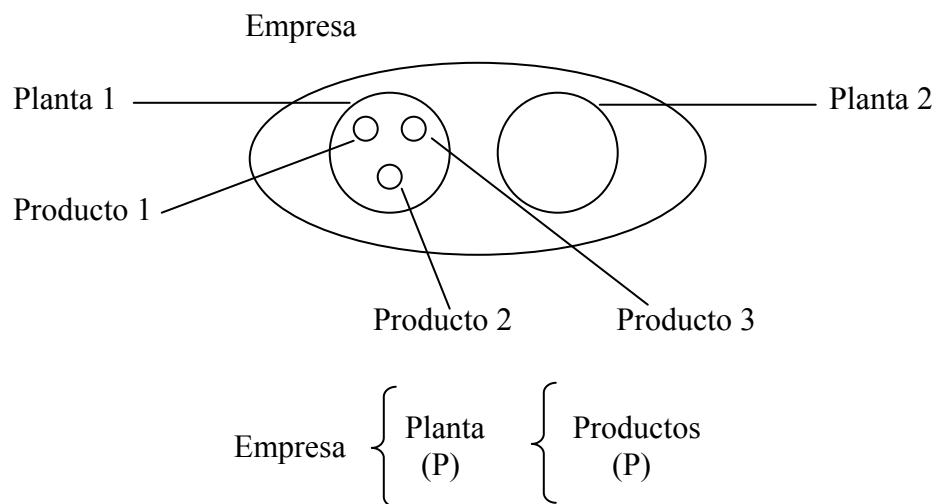 Empresa
Planta 1
Planta 2
Producto 1
Producto 2
Producto 3
Empresa
Planta
(P)
Productos
(P)